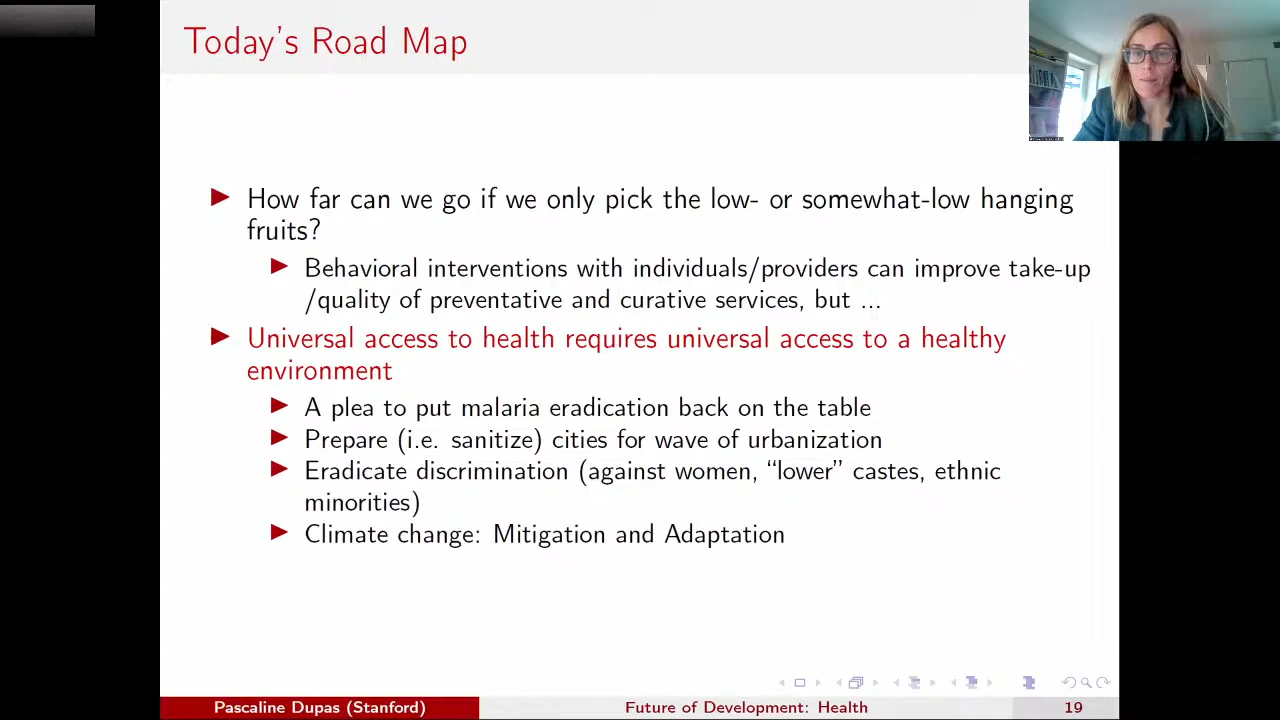 Today's Road Map
How far can we go if we only pick the low- or somewhat-low hanging
fruits?
Behavioral interventions with individuals/providers can improve take-up
/quality of preventative and curative services, but ...
Universal access to health requires universal access to a healthy
environment
A plea to put malaria eradication back on the table
Prepare (i.e. sanitize) cities for wave of urbanization
Eradicate discrimination (against women, “lower” castes, ethnic
minorities)
Climate change: Mitigation and Adaptation
Pascaline Dupas (Stanford)
Future of Development: Health
19